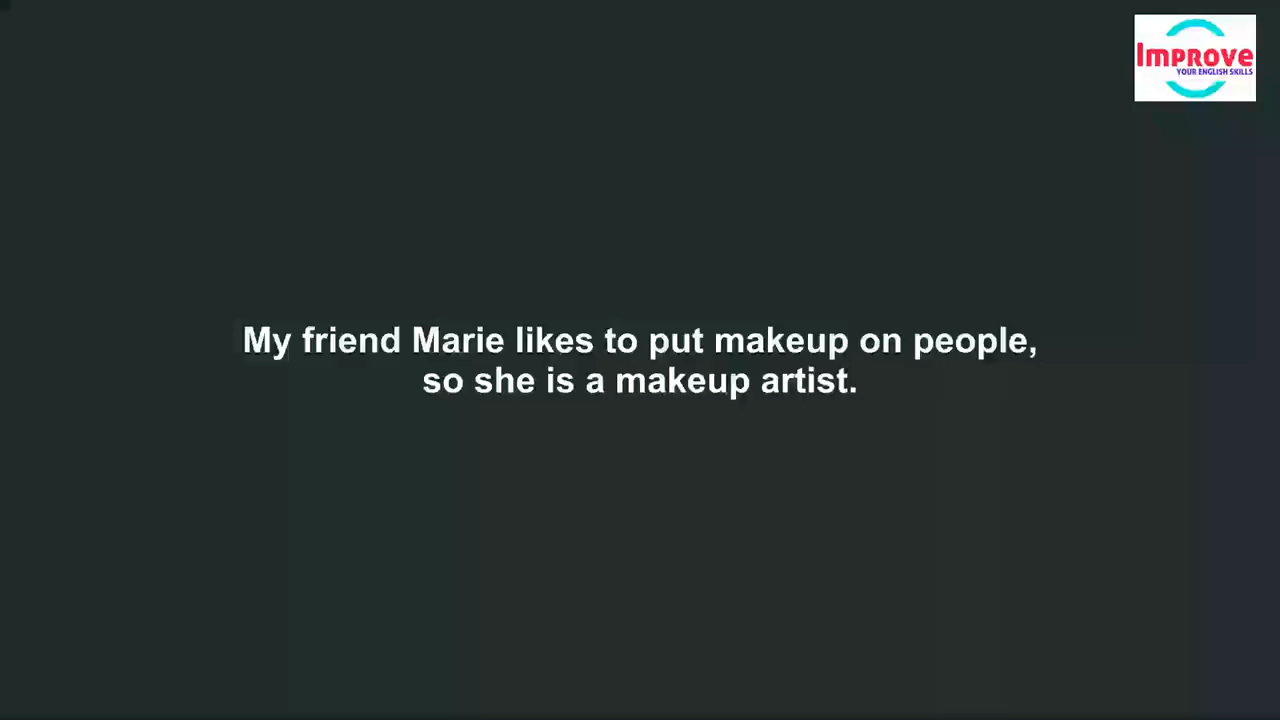 Improve
YOUR ENGLISH SKILLS
My friend Marie likes to put makeup on people,
so she is a makeup artist.